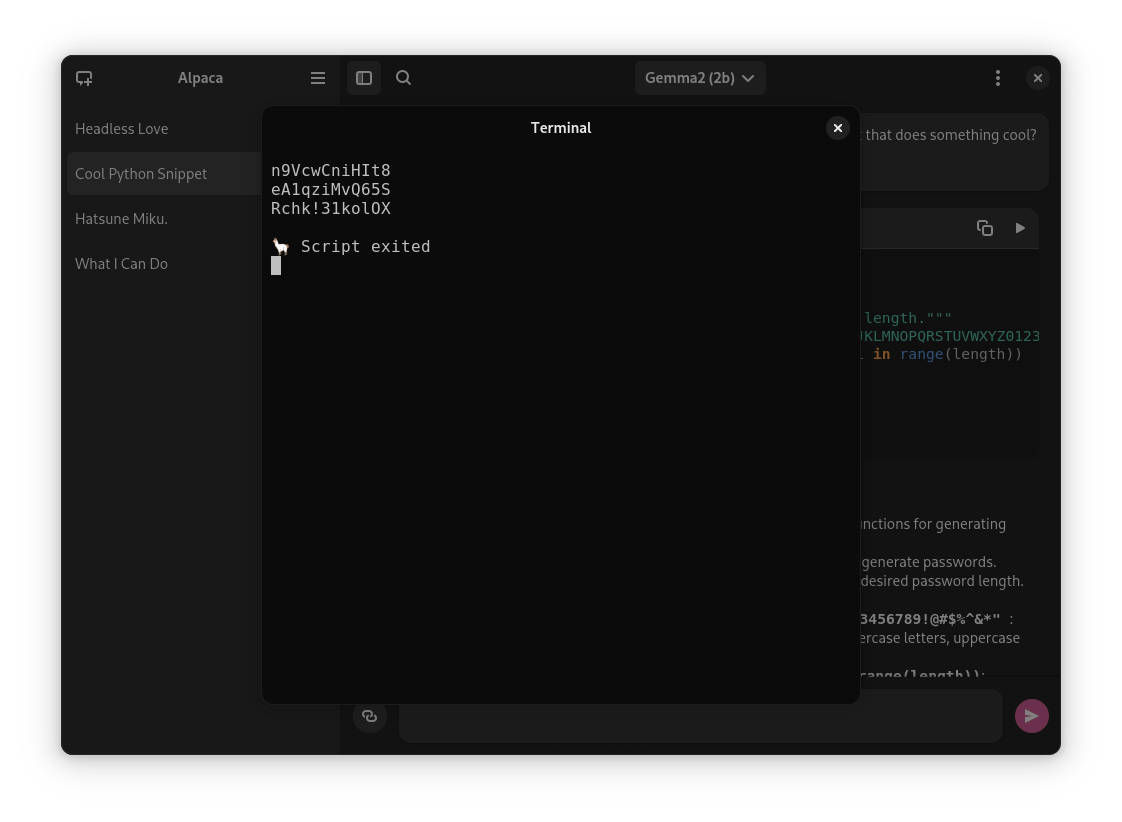 Alpaca
Gemma2 (2b)
Headless Love
Cool Python Snippet
Hatsune Miku.
What I Can Do
Terminal
n9VcwCniHIt8
eA1qziMvQ65S
Rchk!31kolOX
🦙 Script exited
that does something cool?
length."""
KLMNOPQRSTUVWXYZ0123
in range(length))
nctions for generating
generate passwords.
desired password length.
3456789!@#$%^&*" :
ercase letters, uppercase
range(length)):